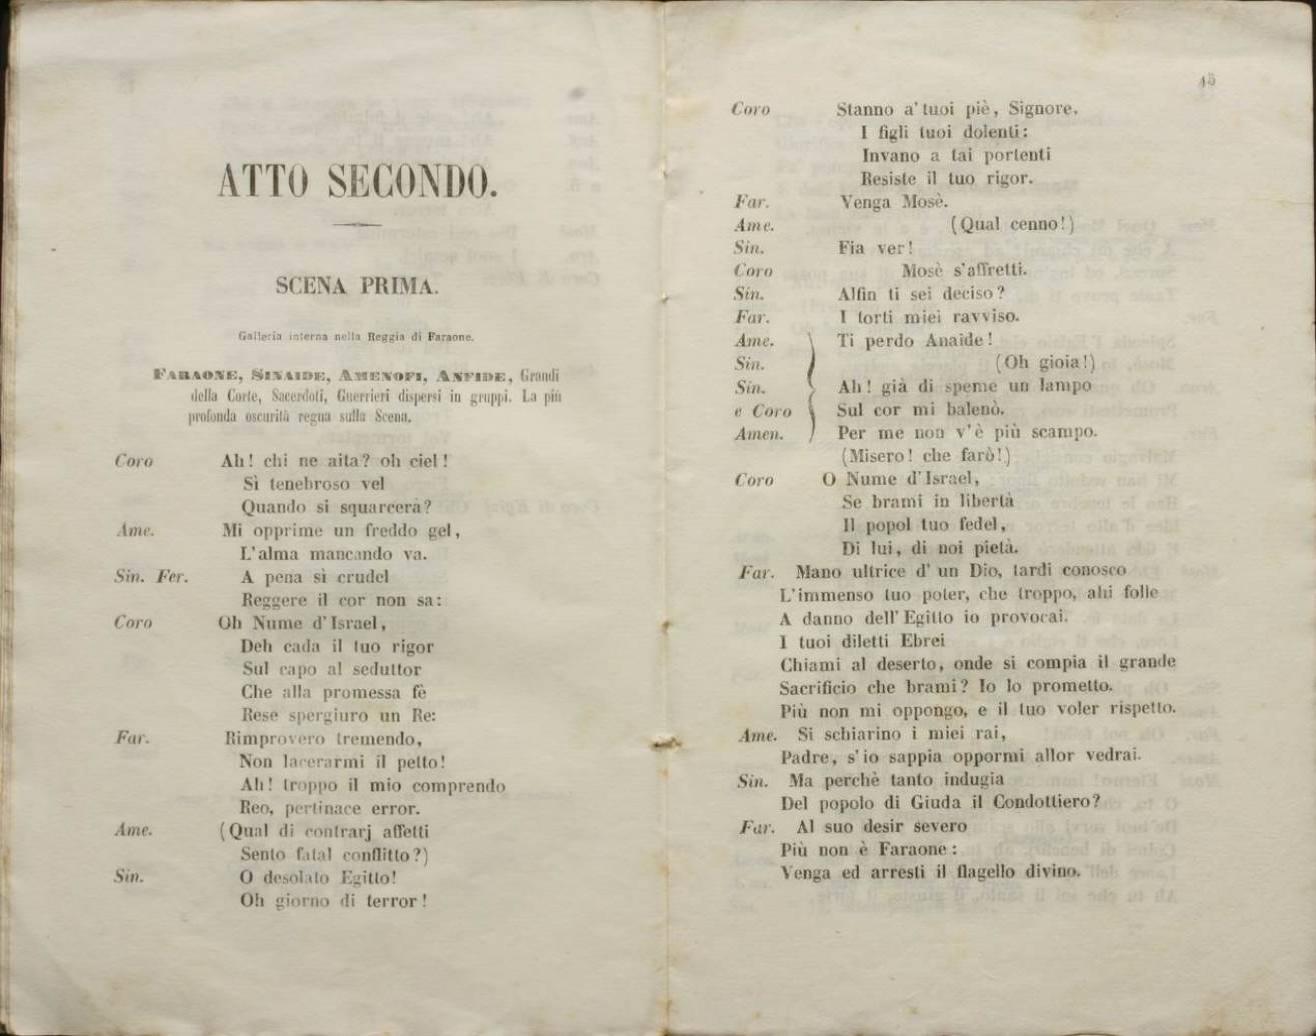 ATTO SECONDO.
SCENA PRIMA.
Galleria interna nella Reggia di Faraone.
FARAONE, SINAIDE, AMENOFI, ANFIDE, Grandi
della Corte, Sacerdoti, Guerrieri dispersi in gruppi. La più
profonda oscurità regna sulla Scena.
Coro Ah! chi ne aita? oh ciel!
Sì tenebroso vel
Quando si squarcerà?
Ame. Mi opprime un freddo gel,
L'alma mancando va.
Sin. Fer. A pena sì crudel
Reggere il cor non sa:
Coro Oh Nume d'Israel,
Deh cada il tuo rigor
Sul capo al seduttor
Che alla promessa fè
Rese spergiuro un Re:
Far. Rimprovero tremendo,
Non lacerarmi il petto!
Ah! troppo il mio comprendo
Reo, pertinace error.
Ame. (Qual di contrarj affetti
Sento fatal conflitto?)
Sin. O desolato Egitto!
Oh giorno di terror!
15
Coro Stanno a' tuoi piè, Signore,
I figli tuoi dolenti:
Invano a tai portenti
Resiste il tuo rigor.
Far. Venga Mosè.
Ame. (Qual cenno!)
Sin. Fia ver!
Coro Mosè s'affretti.
Sin. Alfin ti sei deciso?
Far. I torti miei ravviso.
Ame. Ti perdo Anaide!
Sin. (Oh gioia!)
Sin. Ah! già di speme un lampo
e Coro Sul cor mi balenò.
Amen. Per me non v'è più scampo.
(Misero! che farò!)
Coro O Nume d'Israel,
Se brami in libertà
Il popol tuo fedel,
Di lui, di noi pietà.
Far. Mano ultrice d' un Dio, tardi conosco
L'immenso tuo poter, che troppo, ahi folle
A danno dell' Egitto io provocai.
I tuoi diletti Ebrei
Chiami al deserto, onde si compia il grande
Sacrificio che brami? Io lo prometto.
Più non mi oppongo, e il tuo voler rispetto.
Ame. Si schiarino i miei rai,
Padre, s'io sappia oppormi allor vedrai.
Sin. Ma perchè tanto indugia
Del popolo di Giuda il Condottiero?
Far. Al suo desir severo
Più non è Faraone:
Venga ed arresti il flagello divino.